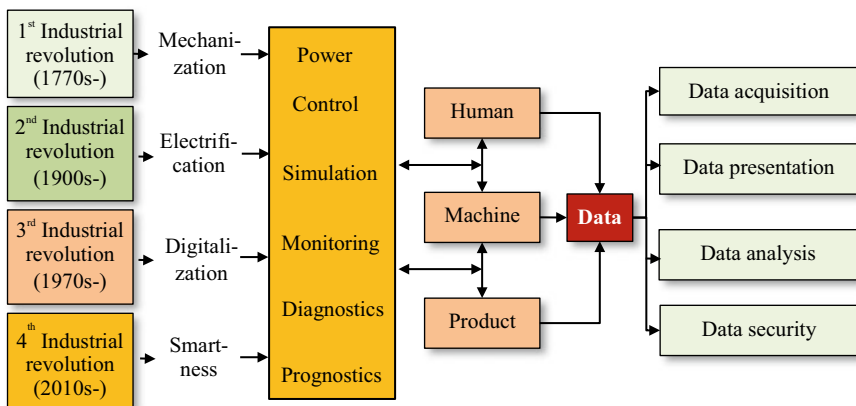 1st Industrial
revolution
(1770s-)
Mechani-
zation
2nd Industrial
revolution
(1900s-)
Electrifi-
cation
3rd Industrial
revolution
(1970s-)
Digitali-
zation
4th Industrial
revolution
(2010s-)
Smart-
ness
Power
Control
Simulation
Monitoring
Diagnostics
Prognostics
Human
Machine
Product
Data
Data acquisition
Data presentation
Data analysis
Data security